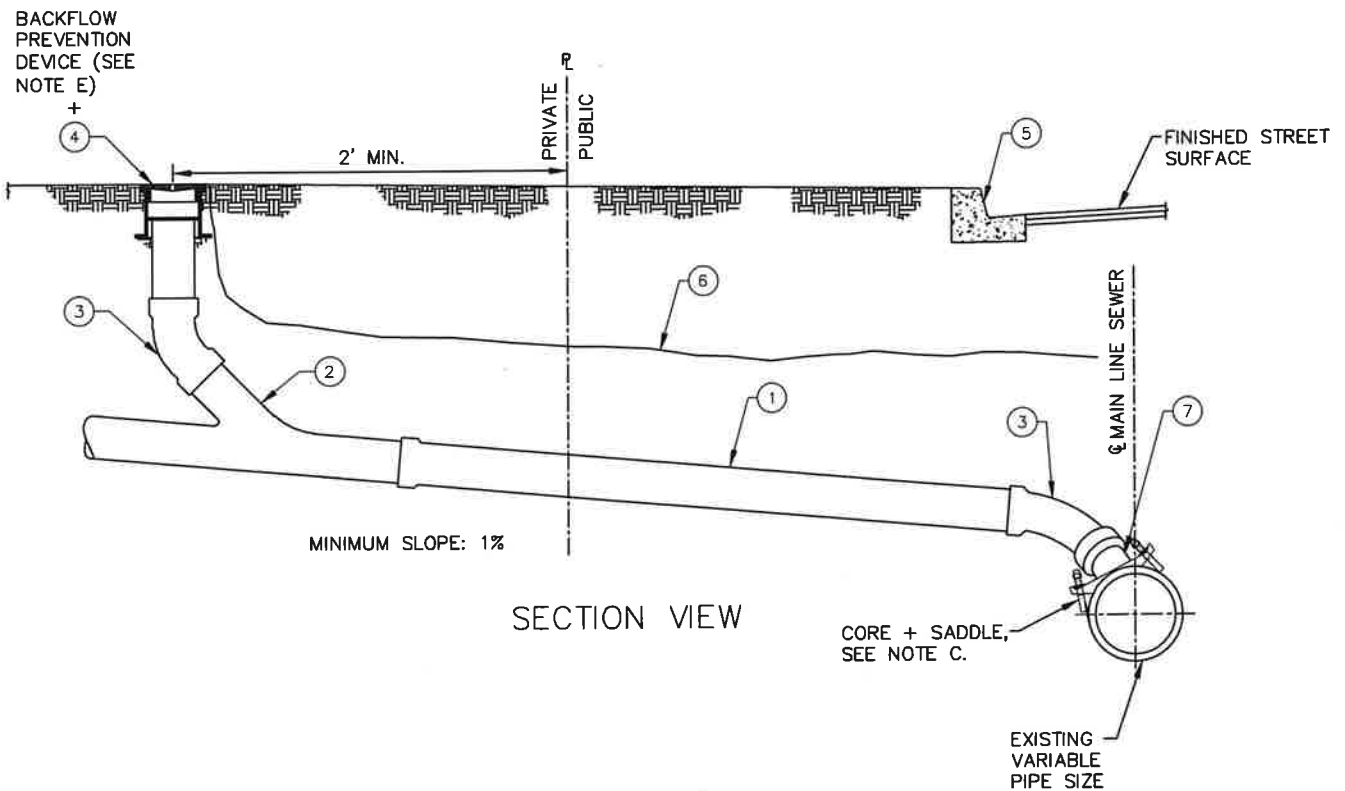 BACKFLOW
PREVENTION
DEVICE (SEE
NOTE E)
+
4
PL
PRIVATE
PUBLIC
2' MIN.
5
FINISHED STREET
SURFACE
3
6
2
1
3
℄ MAIN LINE SEWER
7
MINIMUM SLOPE: 1%
SECTION VIEW
CORE + SADDLE,
SEE NOTE C.
EXISTING
VARIABLE
PIPE SIZE